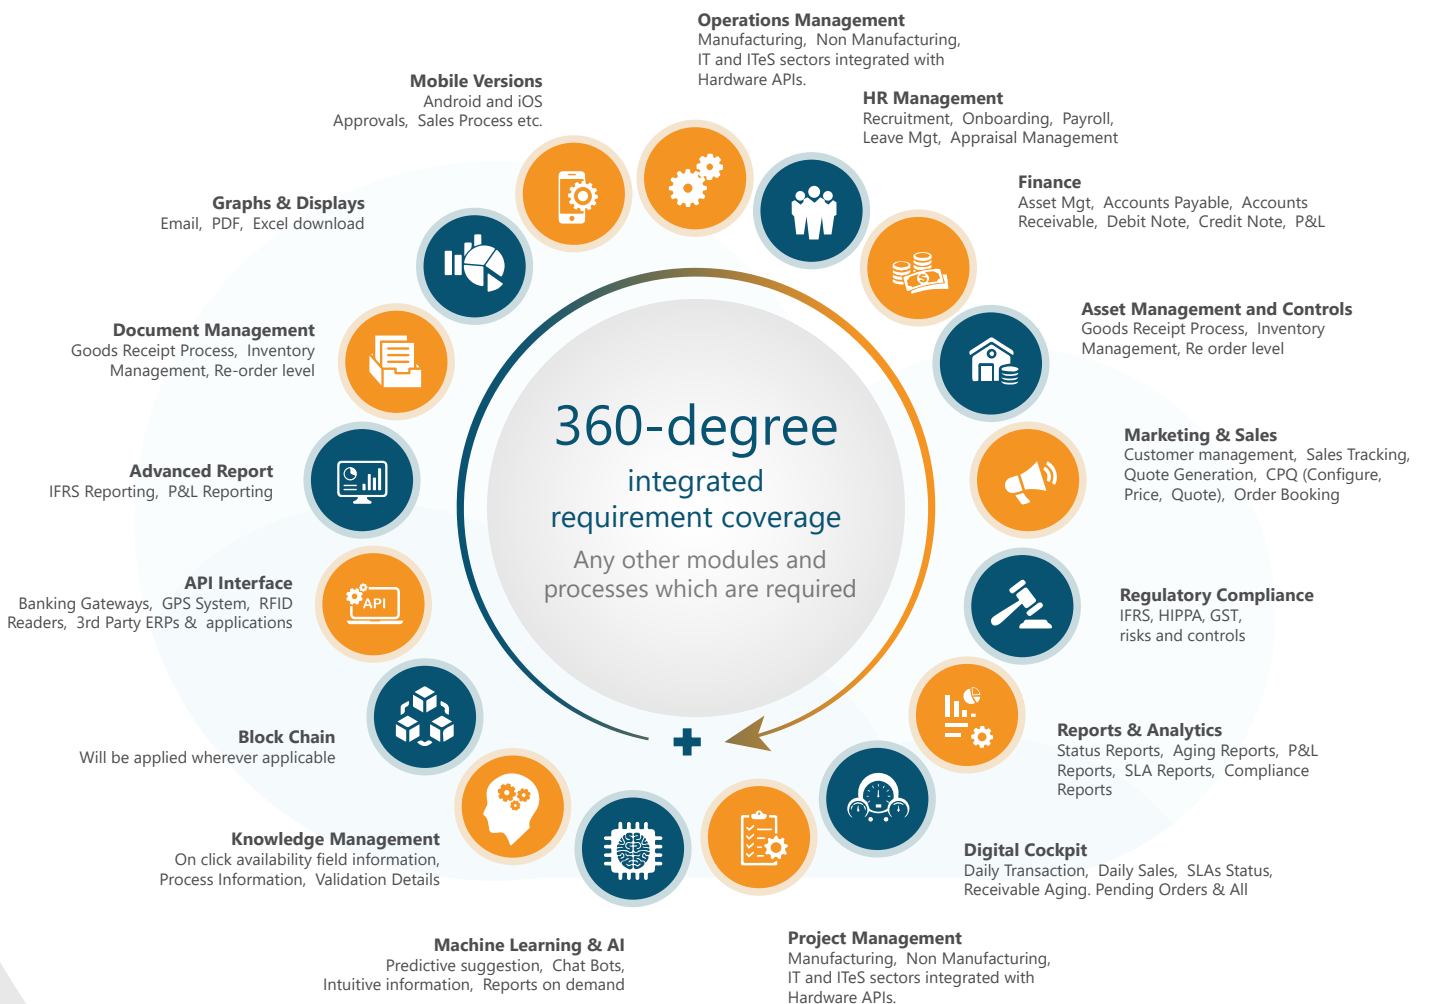 Operations Management
Manufacturing, Non Manufacturing,
IT and ITeS sectors integrated with
Hardware APIs.
HR Management
Recruitment, Onboarding, Payroll,
Leave Mgt, Appraisal Management
Finance
Asset Mgt, Accounts Payable, Accounts
Receivable, Debit Note, Credit Note, P&L
Asset Management and Controls
Goods Receipt Process, Inventory
Management, Re order level
Marketing & Sales
Customer management, Sales Tracking,
Quote Generation, CPQ (Configure,
Price, Quote), Order Booking
Regulatory Compliance
IFRS, HIPPA, GST,
risks and controls
Reports & Analytics
Status Reports, Aging Reports, P&L
Reports, SLA Reports, Compliance
Reports
Digital Cockpit
Daily Transaction, Daily Sales, SLAs Status,
Receivable Aging. Pending Orders & All
Project Management
Manufacturing, Non Manufacturing,
IT and ITeS sectors integrated with
Hardware APIs.
Machine Learning & AI
Predictive suggestion, Chat Bots,
Intuitive information, Reports on demand
Knowledge Management
On click availability field information,
Process Information, Validation Details
Block Chain
Will be applied wherever applicable
API Interface
Banking Gateways, GPS System, RFID
Readers, 3rd Party ERPs & applications
API
Advanced Report
IFRS Reporting, P&L Reporting
Document Management
Goods Receipt Process, Inventory
Management, Re-order level
Graphs & Displays
Email, PDF, Excel download
Mobile Versions
Android and iOS
Approvals, Sales Process etc.
360-degree
integrated
requirement coverage
Any other modules and
processes which are required